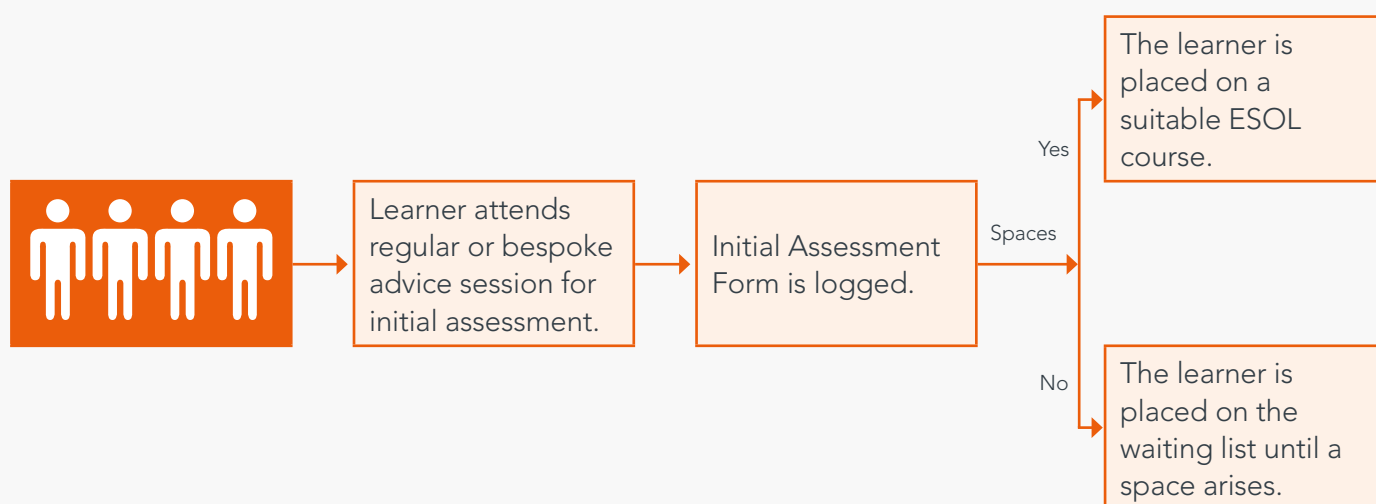 Learner attends
regular or bespoke
advice session for
initial assessment.
Initial Assessment
Form is logged.
Spaces
Yes
The learner is
placed on a
suitable ESOL
course.
No
The learner is
placed on the
waiting list until a
space arises.